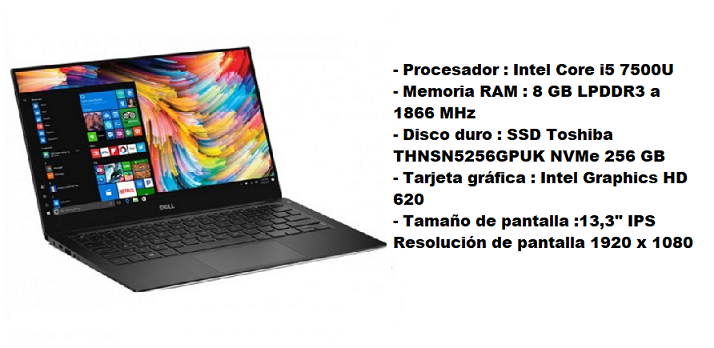 DELL
- Procesador : Intel Core i5 7500U
- Memoria RAM : 8 GB LPDDR3 a
1866 MHz
- Disco duro : SSD Toshiba
THNSN5256GPUK NVMe 256 GB
- Tarjeta gráfica : Intel Graphics HD
620
- Tamaño de pantalla :13,3" IPS
Resolución de pantalla 1920 x 1080